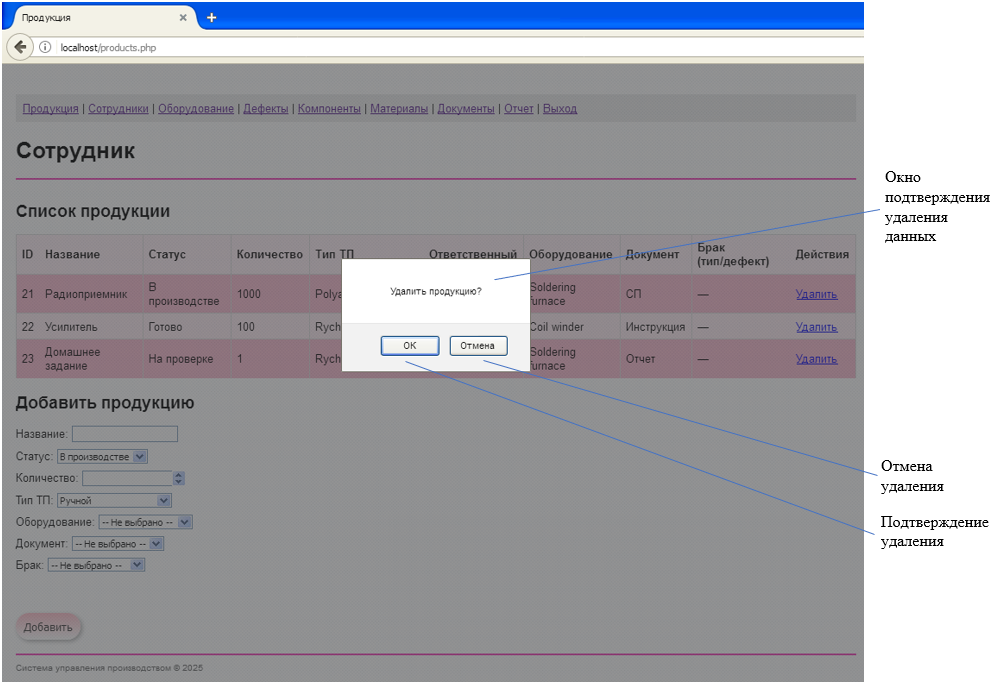 Продукция
localhost/products.php
Продукция | Сотрудники | Оборудование | Дефекты | Компоненты | Материалы | Документы | Отчет | Выход
Сотрудник
Список продукции
ID Название Статус Количество Тип ТП Ответственный Оборудование Документ Брак (тип/дефект) Действия
21 Радиоприемник В производстве 1000 Polya Soldering furnace СП — Удалить
22 Усилитель Готово 100 Rych Coil winder Инструкция — Удалить
23 Домашнее задание На проверке 1 Rych Soldering furnace Отчет — Удалить
Удалить продукцию?
OK Отмена
Добавить продукцию
Название:
Статус: В производстве
Количество:
Тип ТП: Ручной
Оборудование: -- Не выбрано --
Документ: -- Не выбрано --
Брак: -- Не выбрано --
Добавить
Система управления производством © 2025
Окно
подтверждения
удаления
данных
Отмена
удаления
Подтверждение
удаления